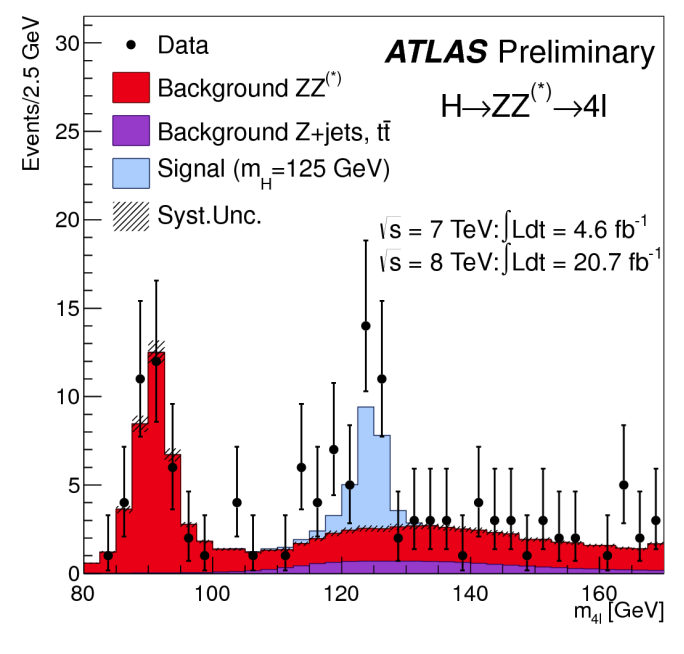 Events/2.5 GeV
30
25
20
15
10
5
0
Data
Background ZZ(*)
Background Z+jets, tt̄
Signal (mH=125 GeV)
Syst.Unc.
ATLAS Preliminary
H→ZZ(*)→4l
√s = 7 TeV: ∫Ldt = 4.6 fb-1
√s = 8 TeV: ∫Ldt = 20.7 fb-1
80 100 120 140 160
m4l [GeV]